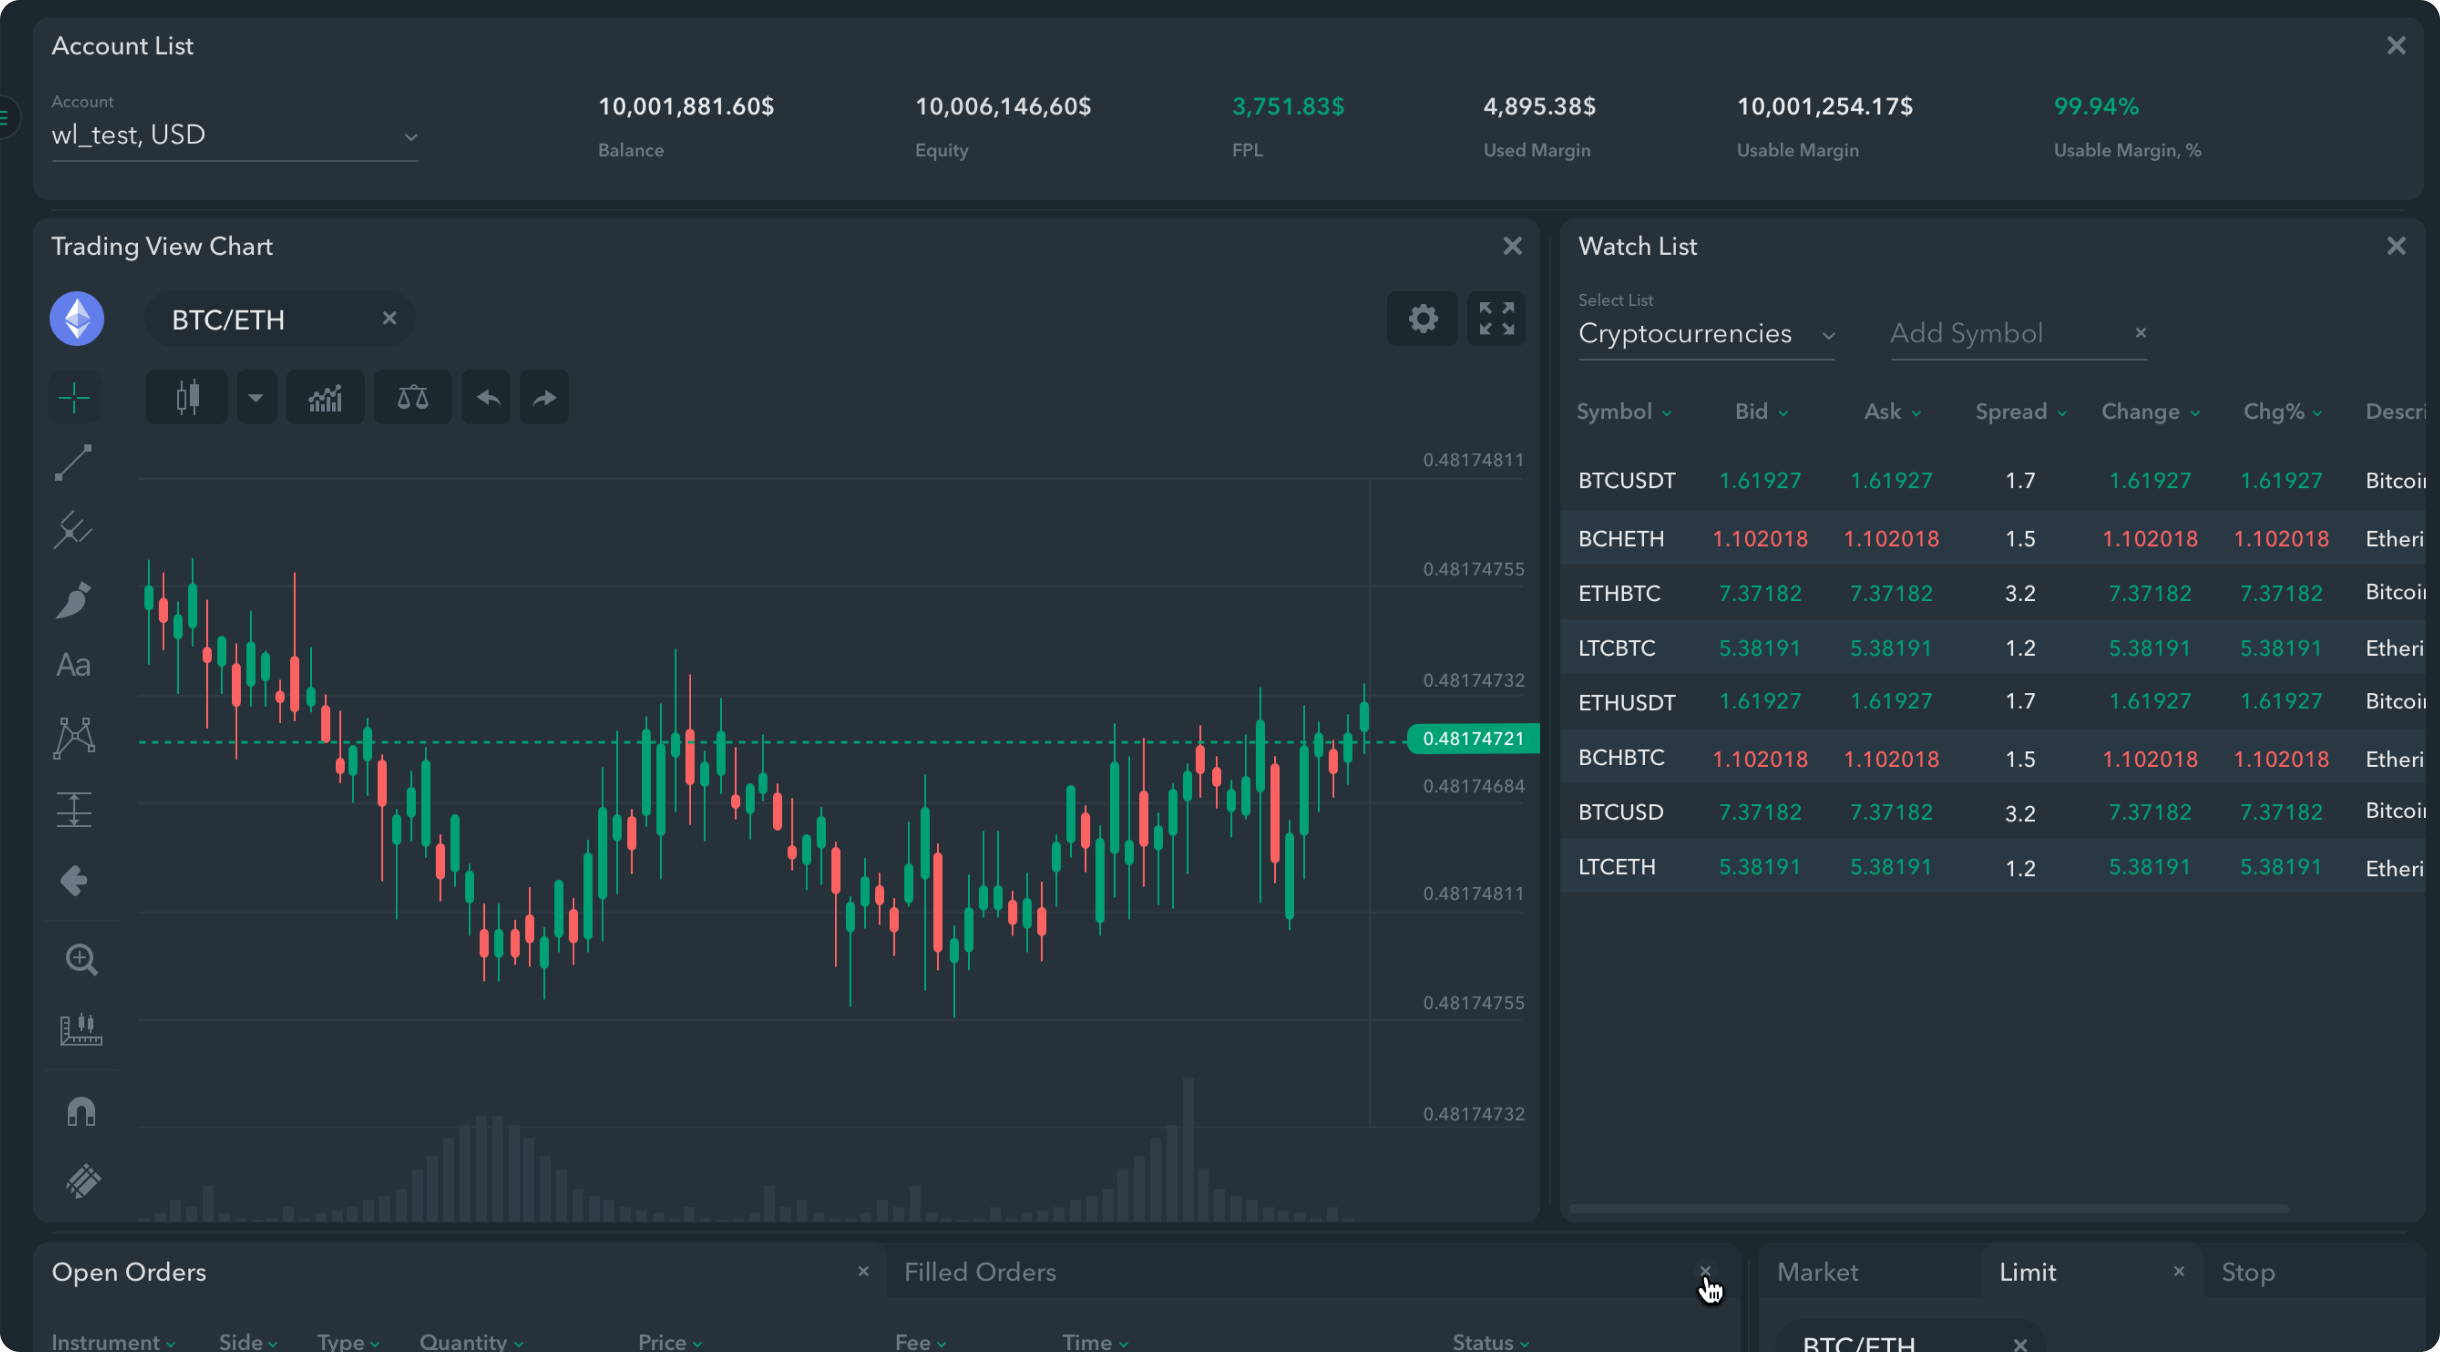 Account List
Account
wl_test, USD
10,001,881.60$
Balance
10,006,146,60$
Equity
3,751.83$
FPL
4,895.38$
Used Margin
10,001,254.17$
Usable Margin
99.94%
Usable Margin, %
Trading View Chart
BTC/ETH
Aa
0.48174811
0.48174755
0.48174732
0.48174721
0.48174684
0.48174811
0.48174755
0.48174732
Watch List
Select List
Cryptocurrencies
Add Symbol
Symbol Bid Ask Spread Change Chg% Descri
BTCUSDT 1.61927 1.61927 1.7 1.61927 1.61927 Bitcoi
BCHETH 1.102018 1.102018 1.5 1.102018 1.102018 Etheri
ETHBTC 7.37182 7.37182 3.2 7.37182 7.37182 Bitcoi
LTCBTC 5.38191 5.38191 1.2 5.38191 5.38191 Etheri
ETHUSDT 1.61927 1.61927 1.7 1.61927 1.61927 Bitcoi
BCHBTC 1.102018 1.102018 1.5 1.102018 1.102018 Etheri
BTCUSD 7.37182 7.37182 3.2 7.37182 7.37182 Bitcoi
LTCETH 5.38191 5.38191 1.2 5.38191 5.38191 Etheri
Open Orders
Filled Orders
Instrument Side Type Quantity Price Fee Time Status
Market
Limit
Stop
BTC/ETH